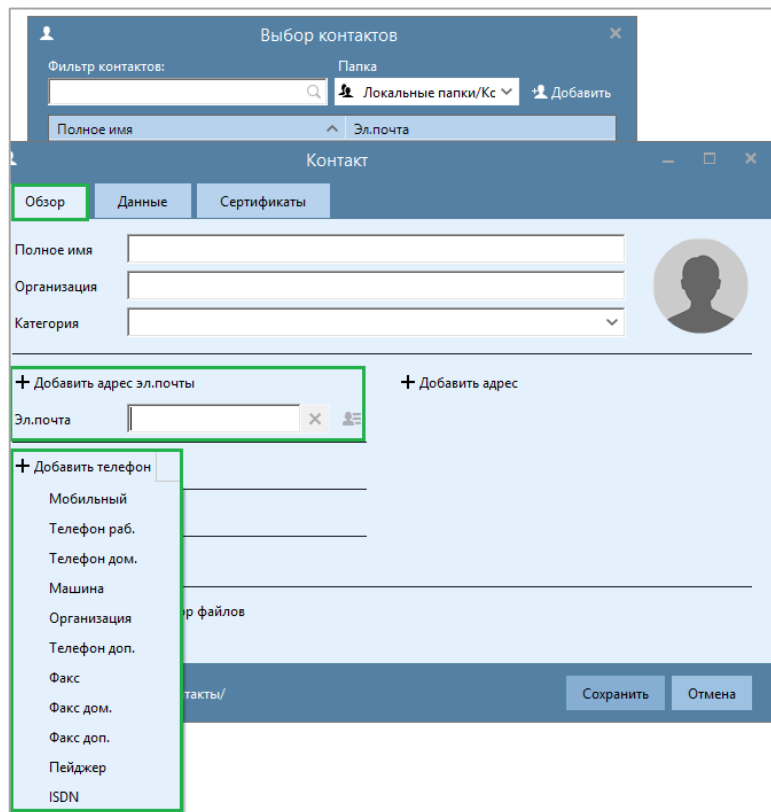 Выбор контактов
Фильтр контактов:
Папка
Локальные папки/Кс
Добавить
Полное имя
Эл.почта
Контакт
Обзор
Данные
Сертификаты
Полное имя
Организация
Категория
Добавить адрес эл.почты
Добавить адрес
Эл.почта
Добавить телефон
Мобильный
Телефон раб.
Телефон дом.
Машина
Организация
ор файлов
Телефон доп.
Факс
такты/
Сохранить
Отмена
Факс дом.
Факс доп.
Пейджер
ISDN